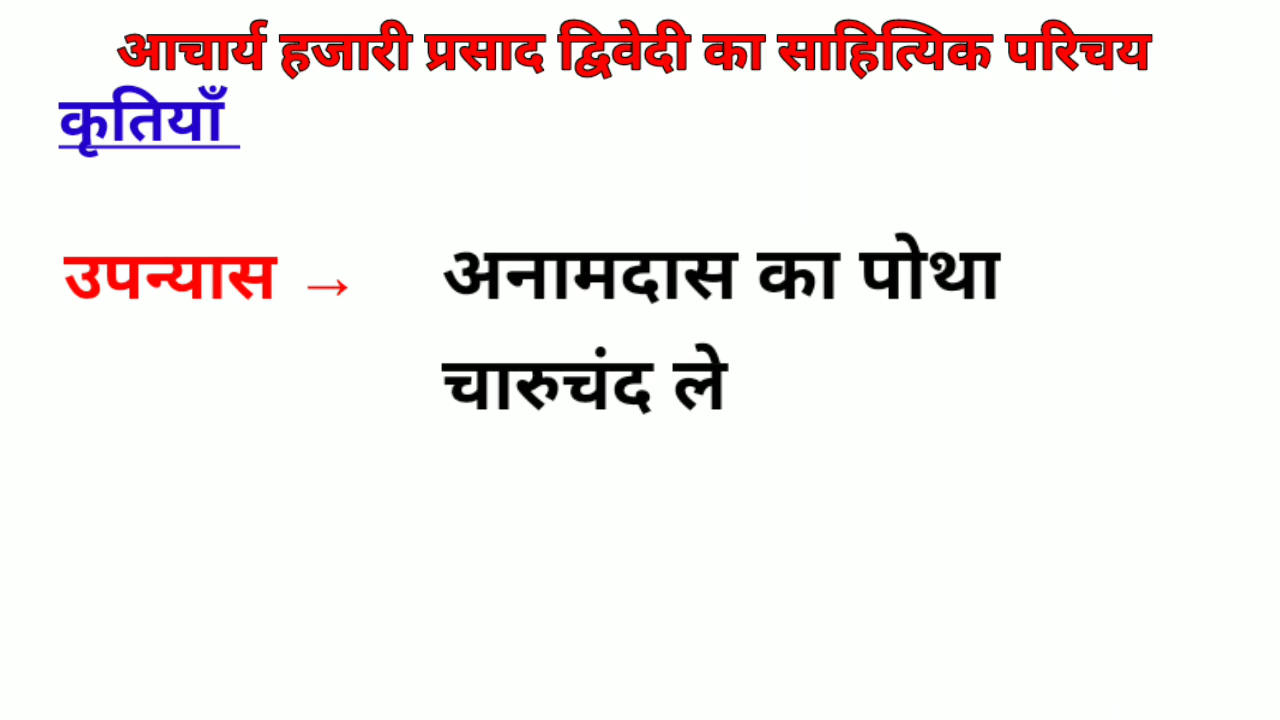 आचार्य हजारी प्रसाद द्विवेदी का साहित्यिक परिचय
कृतियाँ
उपन्यास → अनामदास का पोथा
चारुचंद ले